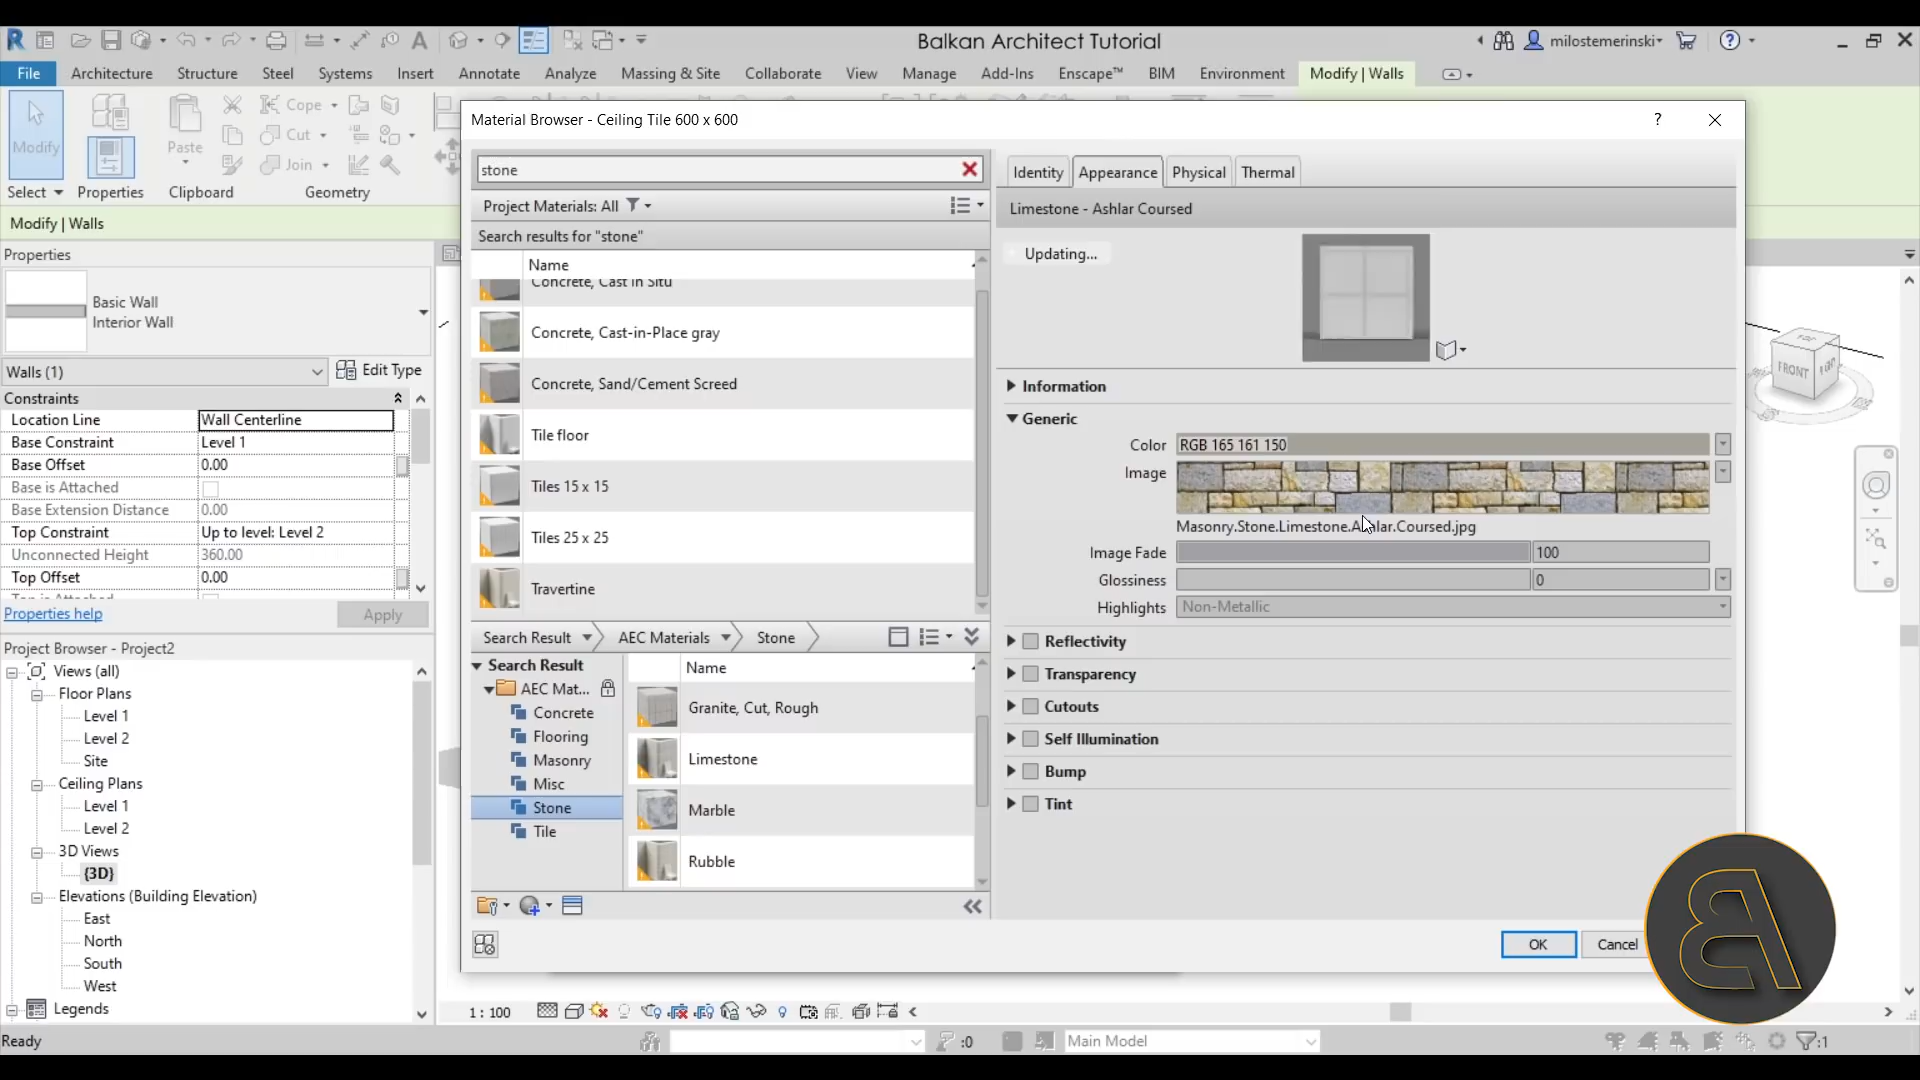 Balkan Architect Tutorial
milostemerinski
File Architecture Structure Steel Systems Insert Annotate Analyze Massing & Site Collaborate View Manage Add-Ins Enscape™ BIM Environment Modify | Walls
Modify
Paste
Cope
Cut
Join
Select Properties Clipboard Geometry
Modify | Walls
Properties
Basic Wall
Interior Wall
Walls (1) Edit Type
Constraints
Location Line Wall Centerline
Base Constraint Level 1
Base Offset 0.00
Base is Attached
Base Extension Distance 0.00
Top Constraint Up to level: Level 2
Unconnected Height 360.00
Top Offset 0.00
Properties help Apply
Project Browser - Project2
Views (all)
Floor Plans
Level 1
Level 2
Site
Ceiling Plans
Level 1
Level 2
3D Views
{3D}
Elevations (Building Elevation)
East
North
South
West
Legends
Material Browser - Ceiling Tile 600 x 600
stone
Project Materials: All
Search results for "stone"
Name
Concrete, Cast in Situ
Concrete, Cast-in-Place gray
Concrete, Sand/Cement Screed
Tile floor
Tiles 15 x 15
Tiles 25 x 25
Travertine
Search Result AEC Materials Stone
Search Result
AEC Mat...
Concrete
Flooring
Masonry
Misc
Stone
Tile
Name
Granite, Cut, Rough
Limestone
Marble
Rubble
Identity Appearance Physical Thermal
Limestone - Ashlar Coursed
Updating...
Information
Generic
Color RGB 165 161 150
Image
Masonry.Stone.Limestone.Ashlar.Coursed.jpg
Image Fade 100
Glossiness 0
Highlights Non-Metallic
Reflectivity
Transparency
Cutouts
Self Illumination
Bump
Tint
OK Cancel
FRONT
1 : 100
Ready :0 Main Model :1